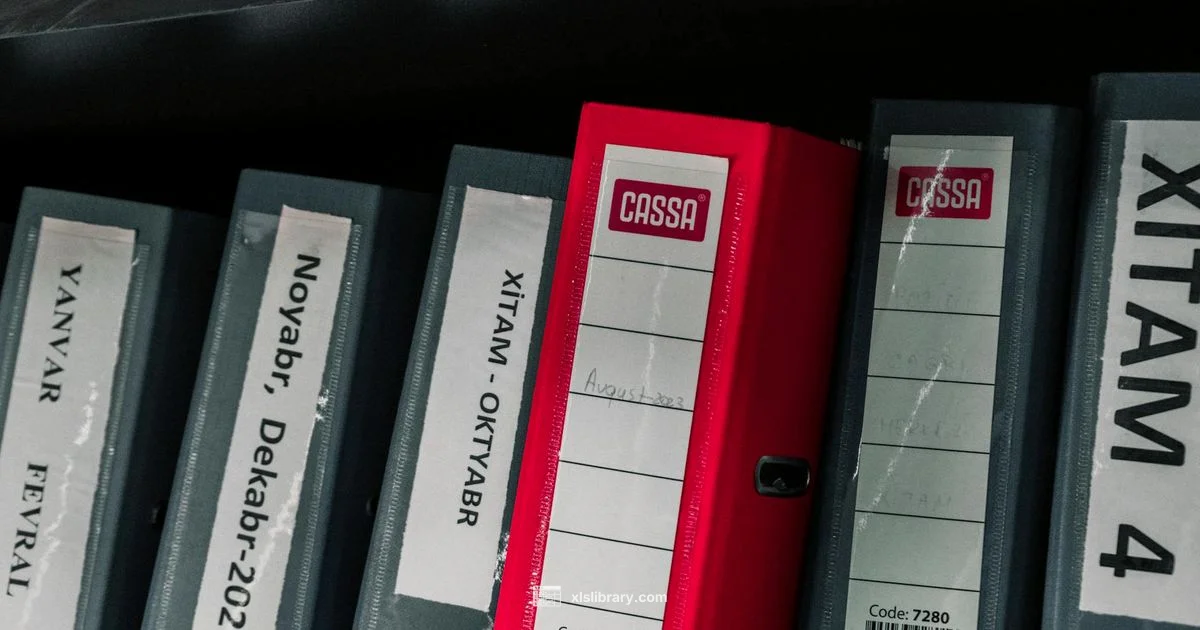 YANVAR FEVRAL
Noyabr, Dekabr-202
XiTAM - OKTYABR
CASSA®
August-2023
CASSA®
Code: 7280
XITAM 4
xlslibrary.com